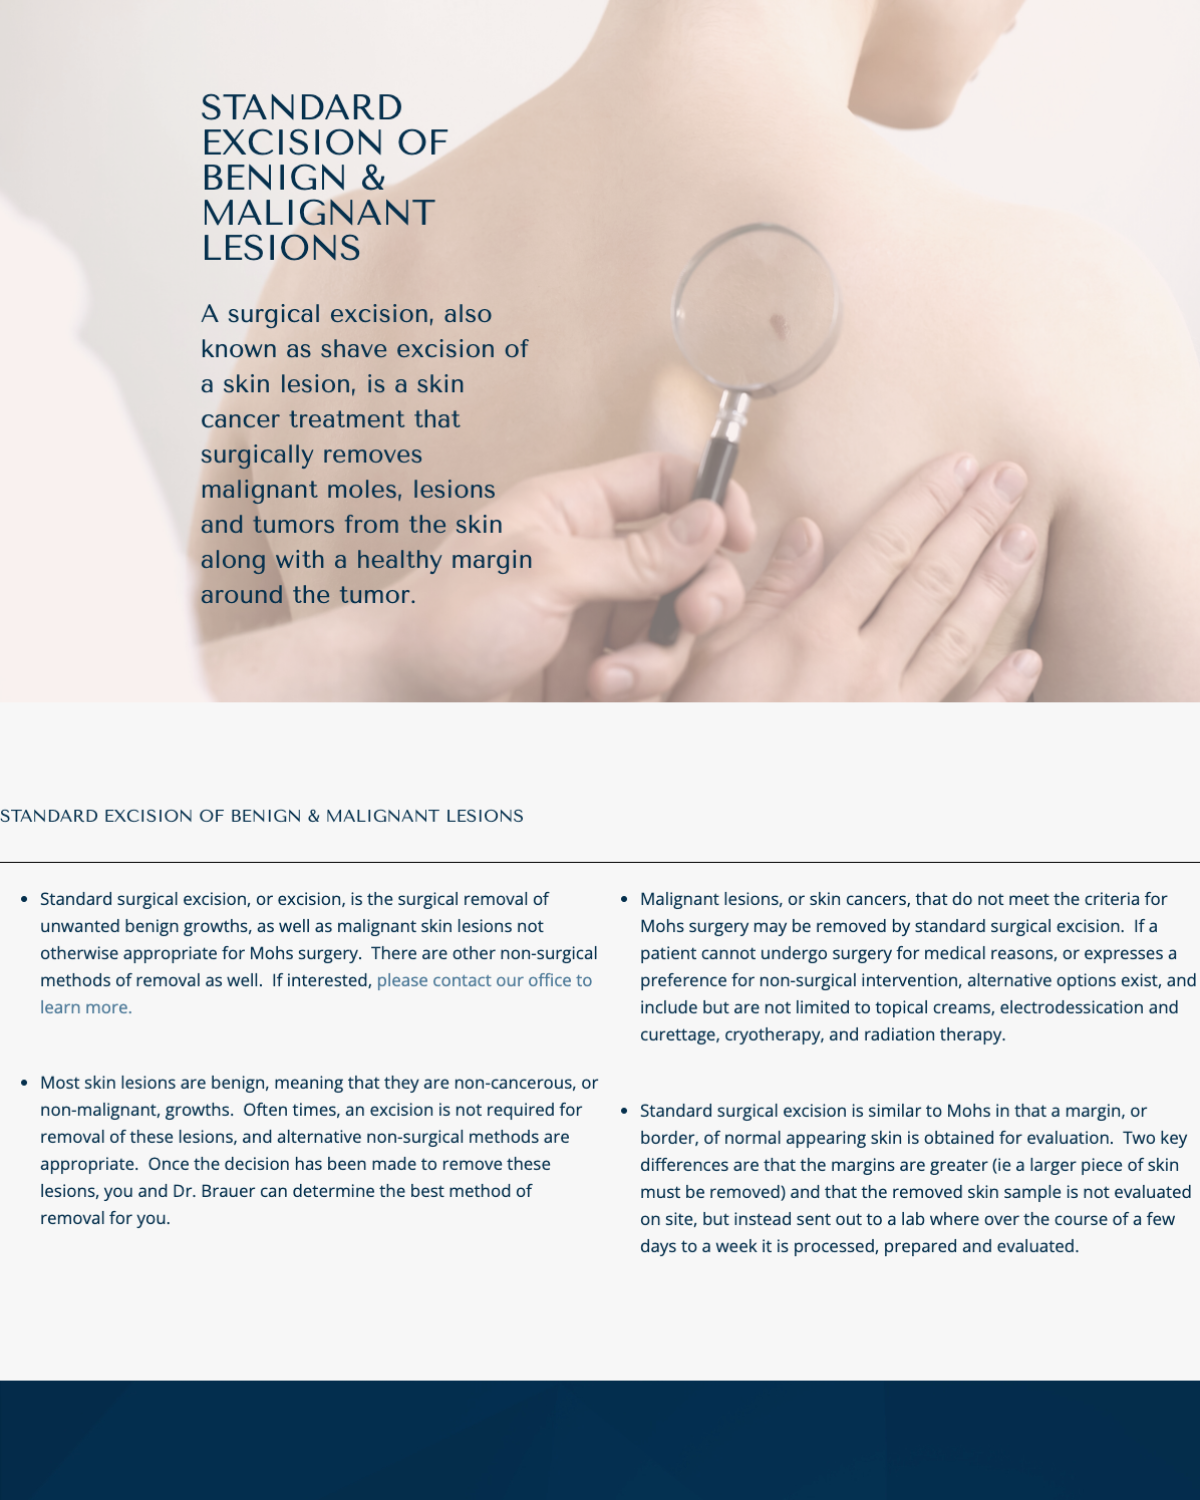 STANDARD
EXCISION OF
BENIGN &
MALIGNANT
LESIONS
A surgical excision, also
known as shave excision of
a skin lesion, is a skin
cancer treatment that
surgically removes
malignant moles, lesions
and tumors from the skin
along with a healthy margin
around the tumor.
STANDARD EXCISION OF BENIGN & MALIGNANT LESIONS
• Standard surgical excision, or excision, is the surgical removal of
unwanted benign growths, as well as malignant skin lesions not
otherwise appropriate for Mohs surgery.  There are other non-surgical
methods of removal as well.  If interested, please contact our office to
learn more.
• Most skin lesions are benign, meaning that they are non-cancerous, or
non-malignant, growths.  Often times, an excision is not required for
removal of these lesions, and alternative non-surgical methods are
appropriate.  Once the decision has been made to remove these
lesions, you and Dr. Brauer can determine the best method of
removal for you.
• Malignant lesions, or skin cancers, that do not meet the criteria for
Mohs surgery may be removed by standard surgical excision.  If a
patient cannot undergo surgery for medical reasons, or expresses a
preference for non-surgical intervention, alternative options exist, and
include but are not limited to topical creams, electrodessication and
curettage, cryotherapy, and radiation therapy.
• Standard surgical excision is similar to Mohs in that a margin, or
border, of normal appearing skin is obtained for evaluation.  Two key
differences are that the margins are greater (ie a larger piece of skin
must be removed) and that the removed skin sample is not evaluated
on site, but instead sent out to a lab where over the course of a few
days to a week it is processed, prepared and evaluated.